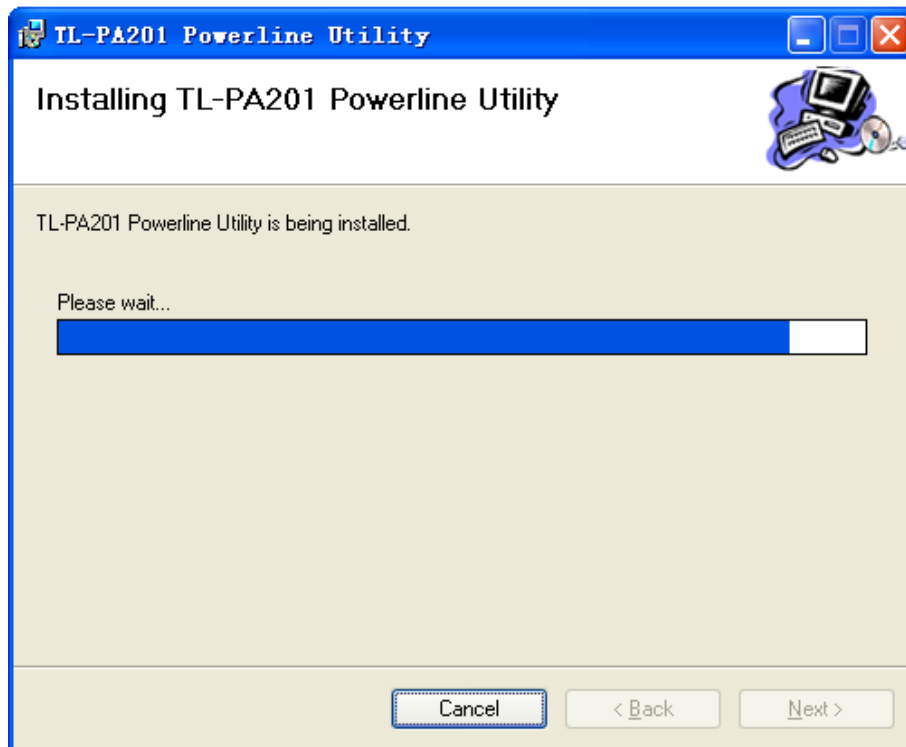 TL-PA201 Powerline Utility
Installing TL-PA201 Powerline Utility
TL-PA201 Powerline Utility is being installed.
Please wait...
Cancel
< Back
Next >